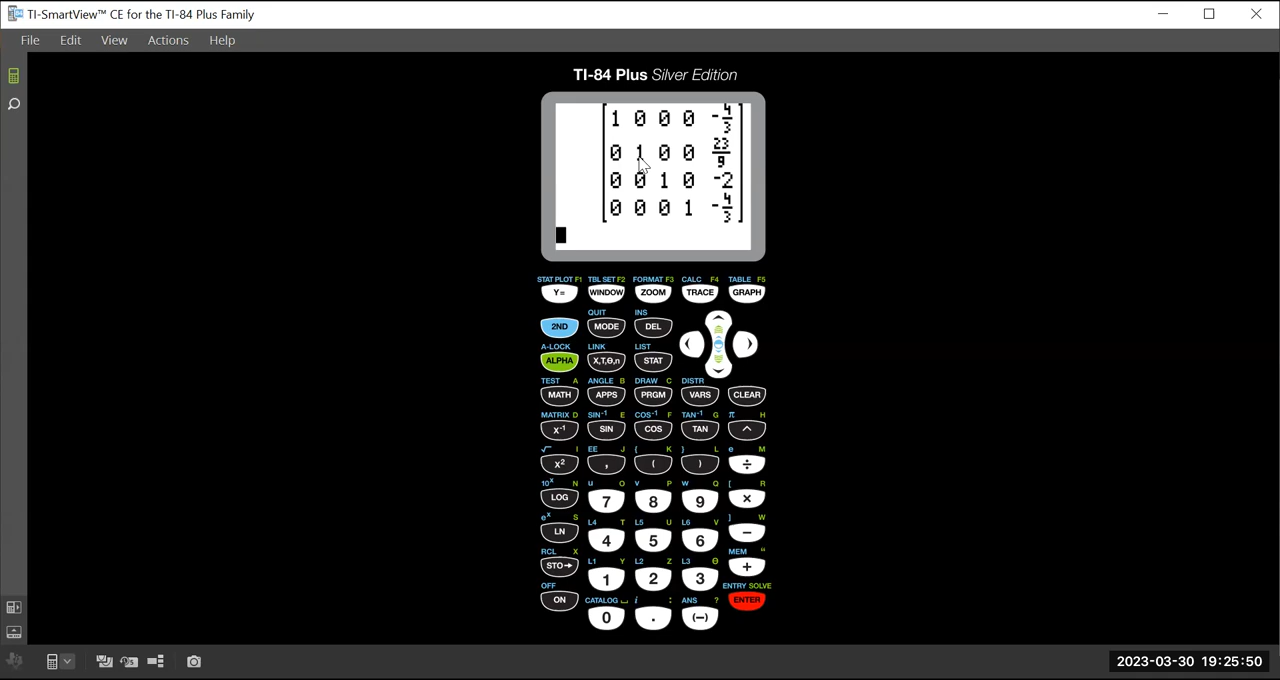 TI-SmartView™ CE for the TI-84 Plus Family
File Edit View Actions Help
TI-84 Plus Silver Edition
1 0 0 0 -4/3
0 1 0 0 23/9
0 0 1 0 -2
0 0 0 1 -4/3
STAT PLOT F1 TBL SET F2 FORMAT F3 CALC F4 TABLE F5
Y= WINDOW ZOOM TRACE GRAPH
QUIT INS
2ND MODE DEL
A-LOCK LINK LIST
ALPHA X,T,θ,n STAT
TEST A ANGLE B DRAW C DISTR
MATH APPS PRGM VARS CLEAR
MATRIX D SIN⁻¹ E COS⁻¹ F TAN⁻¹ G π H
x⁻¹ SIN COS TAN ^
√ I EE J { K } L e M
x² , ( ) ÷
10ˣ N u O v P w Q [ R
LOG 7 8 9 ×
eˣ S L4 T L5 U L6 V ] W
LN 4 5 6 −
RCL X L1 Y L2 Z L3 θ MEM “
STO→ 1 2 3 +
OFF CATALOG ⎵ i : ANS ? ENTRY SOLVE
ON 0 . (−) ENTER
2023-03-30 19:25:50